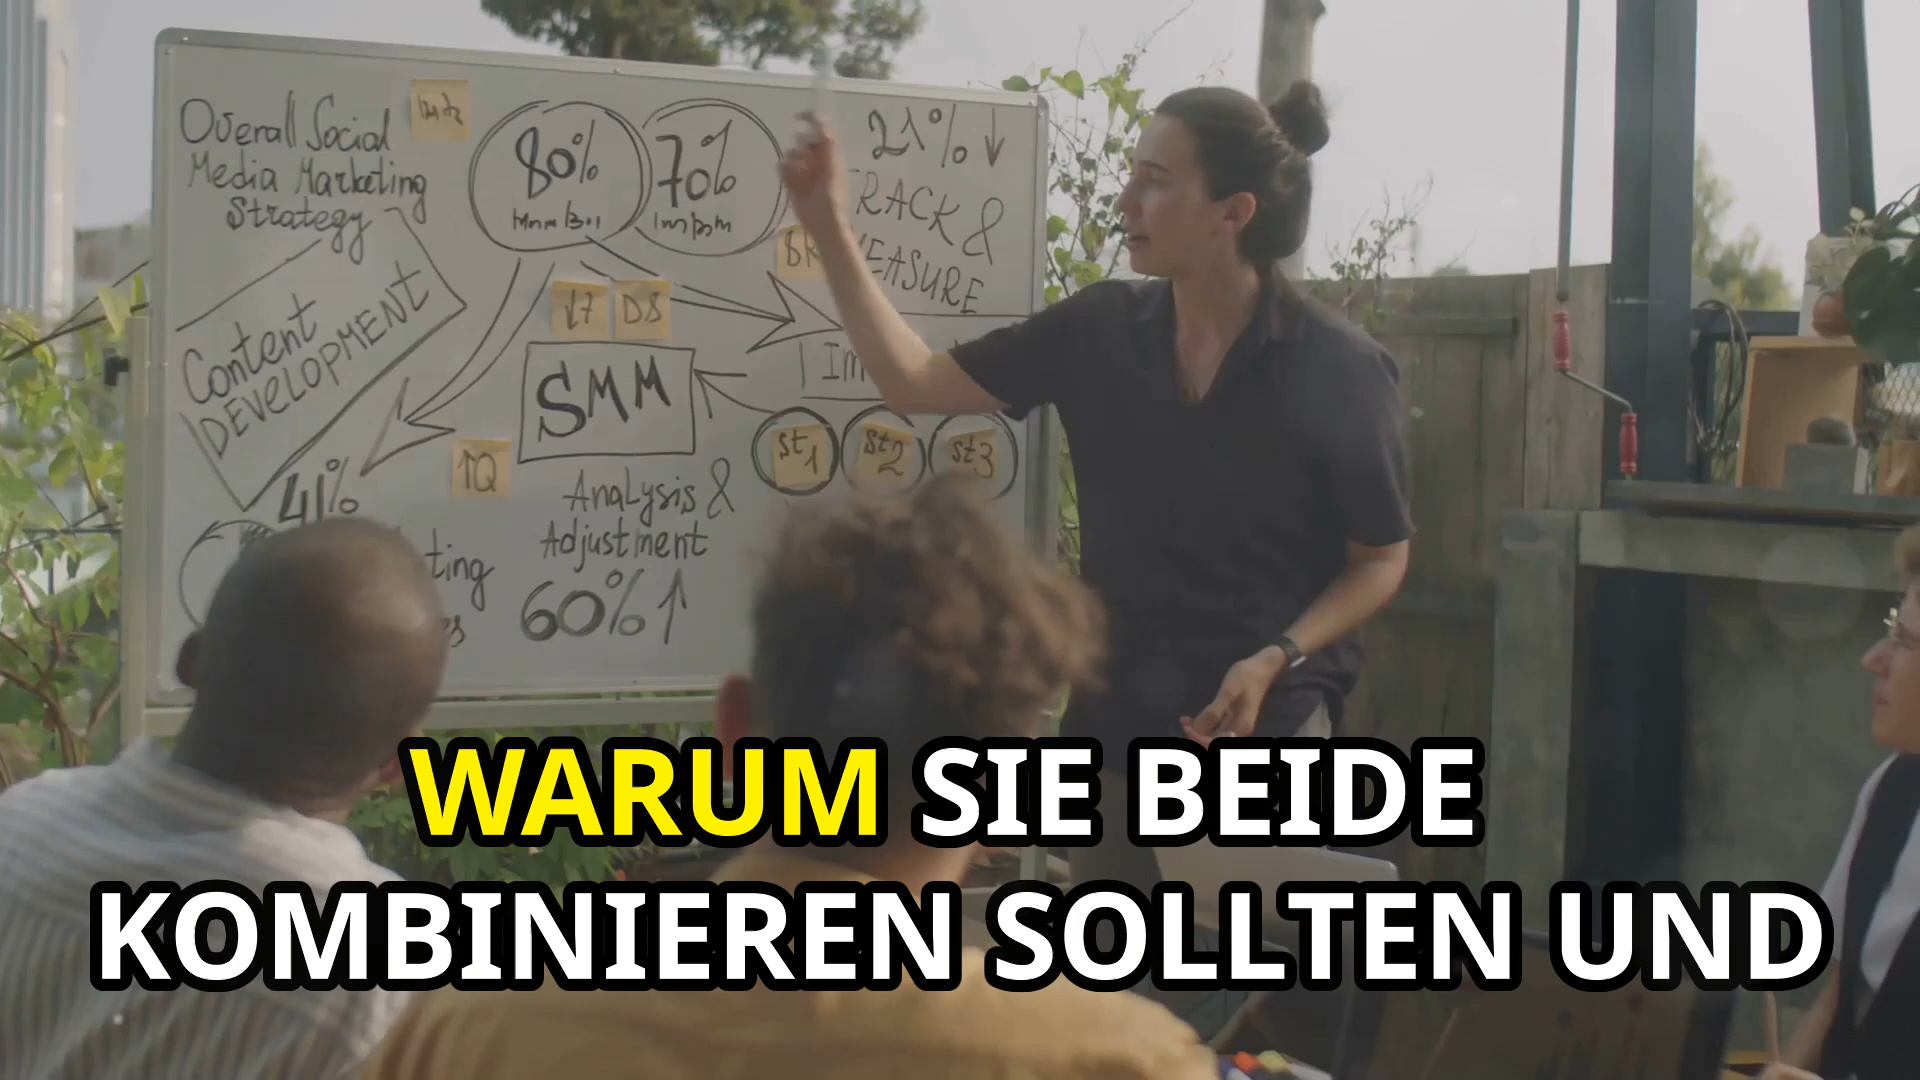 Overall Social
Media Marketing
Strategy
80%
70%
21% ↓
TRACK &
MEASURE
Content
DEVELOPMENT
D8
SMM
st1
st2
st3
↑Q
41%
Analysis &
Adjustment
60% ↑
WARUM SIE BEIDE
KOMBINIEREN SOLLTEN UND